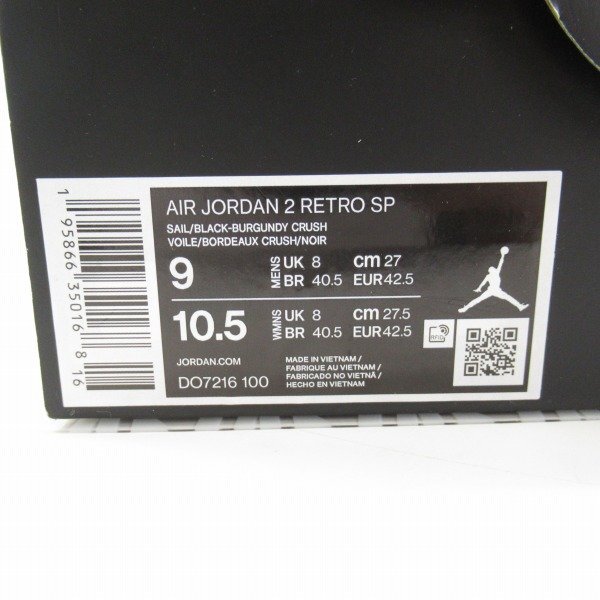 AIR JORDAN 2 RETRO SP
SAIL/BLACK-BURGUNDY CRUSH
VOILE/BORDEAUX CRUSH/NOIR
9 MENS UK 8 cm 27
BR 40.5 EUR 42.5
10.5 WMNS UK 8 cm 27.5
BR 40.5 EUR 42.5
RFID
JORDAN.COM
DO7216 100
MADE IN VIETNAM /
FABRIQUE AU VIETNAM /
FABRICADO NO VIETNÃ /
HECHO EN VIETNAM
1 95866 35016 8 16